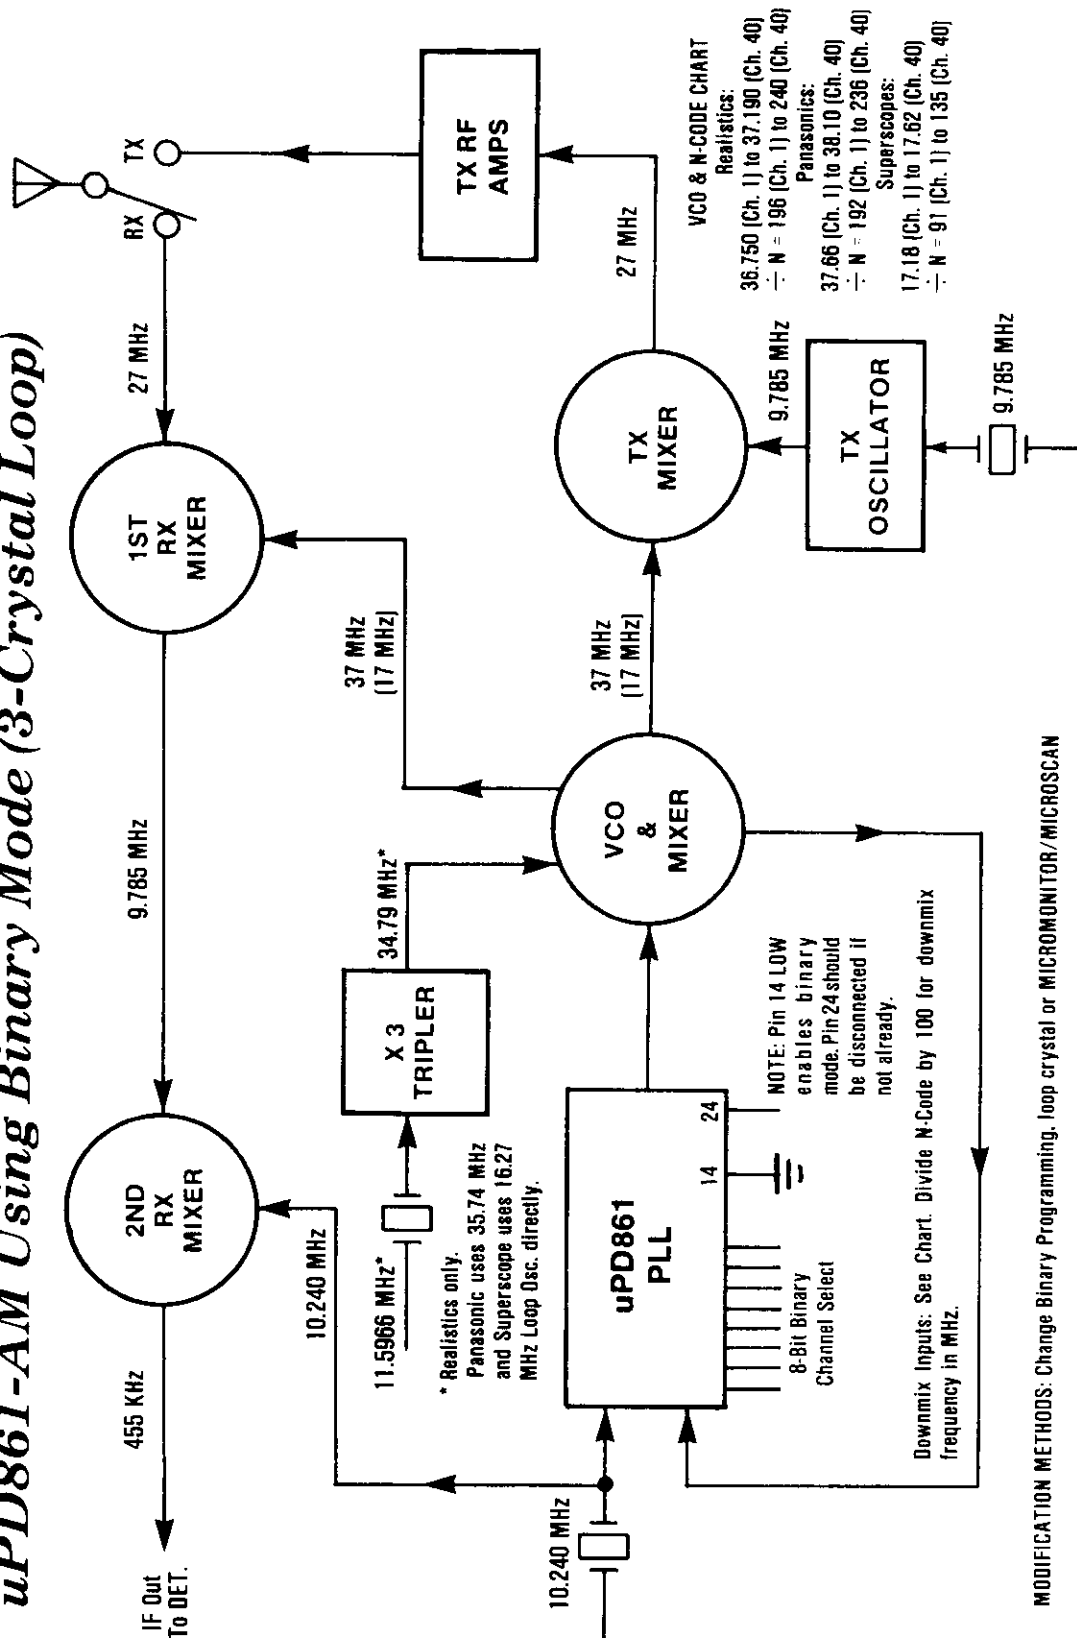 uPD861-AM Using Binary Mode (3-Crystal Loop)
IF Out
To DET.
455 KHz
2ND
RX
MIXER
9.785 MHz
1ST
RX
MIXER
27 MHz
RX
TX
10.240 MHz
11.5966 MHz*
X 3
TRIPLER
34.79 MHz*
* Realistics only.
Panasonic uses 35.74 MHz
and Superscope uses 16.27
MHz Loop Osc. directly.
37 MHz
(17 MHz)
TX RF
AMPS
10.240 MHz
uPD861
PLL
14
24
8-Bit Binary
Channel Select
VCO
&
MIXER
37 MHz
(17 MHz)
TX
MIXER
27 MHz
NOTE: Pin 14 LOW
enables binary
mode. Pin 24 should
be disconnected if
not already.
9.785 MHz
TX
OSCILLATOR
9.785 MHz
VCO & N-CODE CHART
Realistics:
36.750 (Ch. 1) to 37.190 (Ch. 40)
÷ N = 196 (Ch. 1) to 240 (Ch. 40)
Panasonics:
37.66 (Ch. 1) to 38.10 (Ch. 40)
÷ N = 192 (Ch. 1) to 236 (Ch. 40)
Superscopes:
17.18 (Ch. 1) to 17.62 (Ch. 40)
÷ N = 91 (Ch. 1) to 135 (Ch. 40)
Downmix Inputs: See Chart. Divide N-Code by 100 for downmix
frequency in MHz.
MODIFICATION METHODS: Change Binary Programming, loop crystal or MICROMONITOR/MICROSCAN